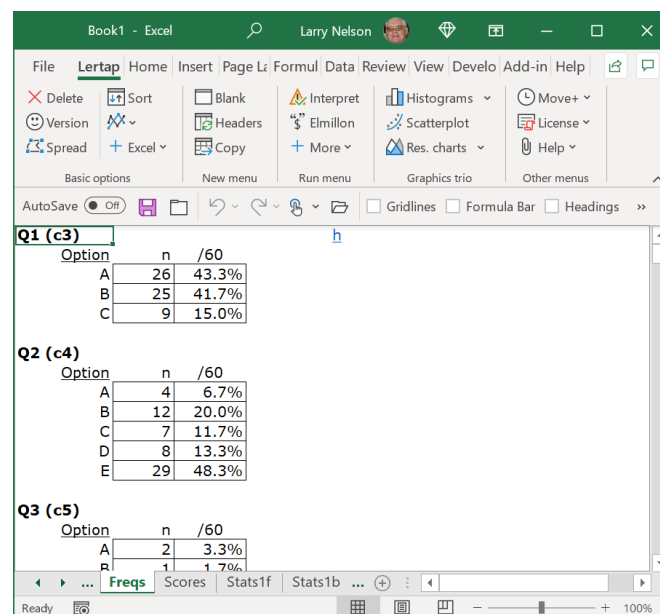 Book1 - Excel Larry Nelson
File Lertap Home Insert Page La Formul Data Review View Develo Add-in Help
Delete Sort Blank Interpret Histograms Move+
Version Headers "$" Elmillon Scatterplot License
Spread Excel Copy More Res. charts Help
Basic options New menu Run menu Graphics trio Other menus
AutoSave Off Gridlines Formula Bar Headings »
Q1 (c3) h
Option n /60
A 26 43.3%
B 25 41.7%
C 9 15.0%
Q2 (c4)
Option n /60
A 4 6.7%
B 12 20.0%
C 7 11.7%
D 8 13.3%
E 29 48.3%
Q3 (c5)
Option n /60
A 2 3.3%
B 1 1.7%
... Freqs Scores Stats1f Stats1b ...
Ready 100%